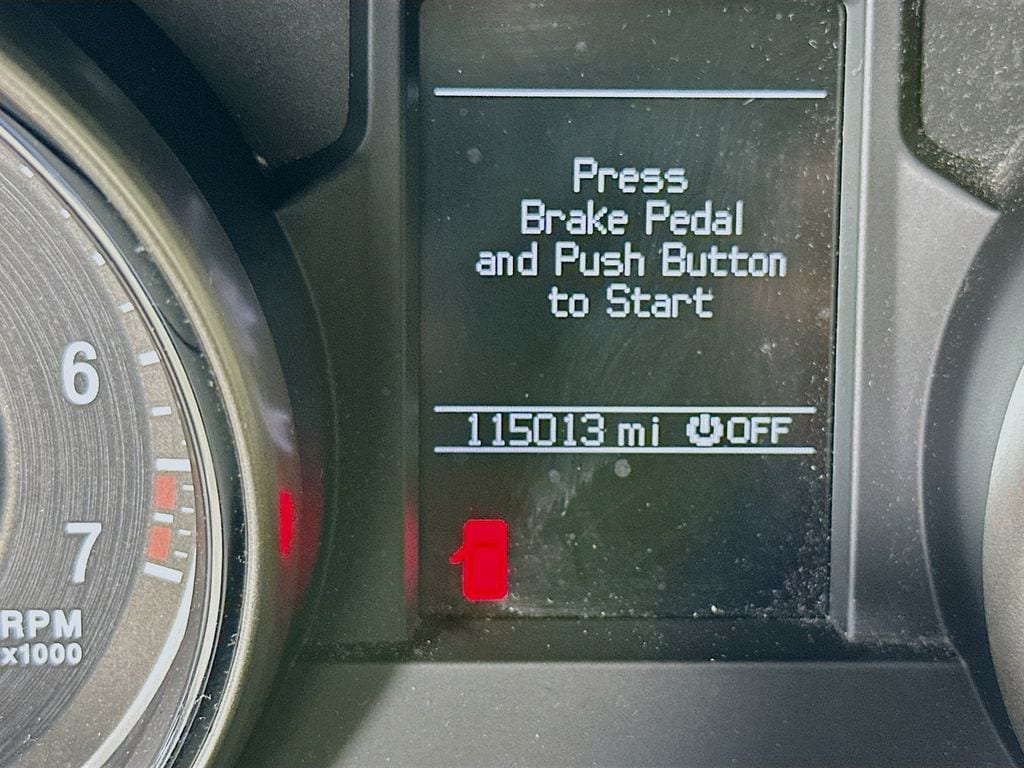 Press
Brake Pedal
and Push Button
to Start
115013 mi OFF
6
7
RPM
x1000